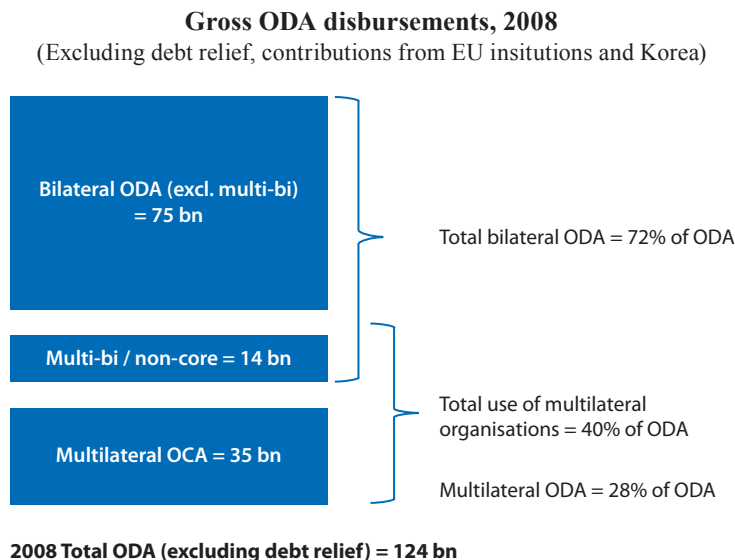 Gross ODA disbursements, 2008
(Excluding debt relief, contributions from EU insitutions and Korea)
Bilateral ODA (excl. multi-bi)
= 75 bn
Total bilateral ODA = 72% of ODA
Multi-bi / non-core = 14 bn
Total use of multilateral
organisations = 40% of ODA
Multilateral OCA = 35 bn
Multilateral ODA = 28% of ODA
2008 Total ODA (excluding debt relief) = 124 bn